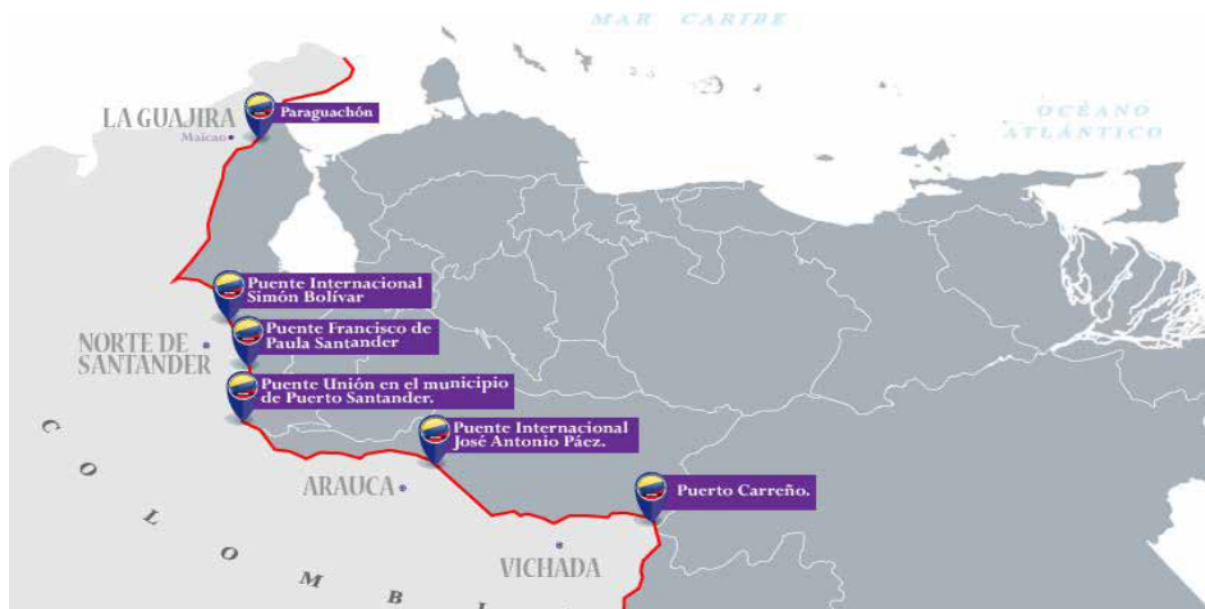 MAR CARIBE
OCÉANO
ATLÁNTICO
LA GUAJIRA
Maicao
Paraguachón
Puente Internacional
Simón Bolívar
NORTE DE
SANTANDER
Puente Francisco de
Paula Santander
Puente Unión en el municipio
de Puerto Santander.
Puente Internacional
José Antonio Páez.
ARAUCA
Puerto Carreño.
VICHADA
C O L O M B I